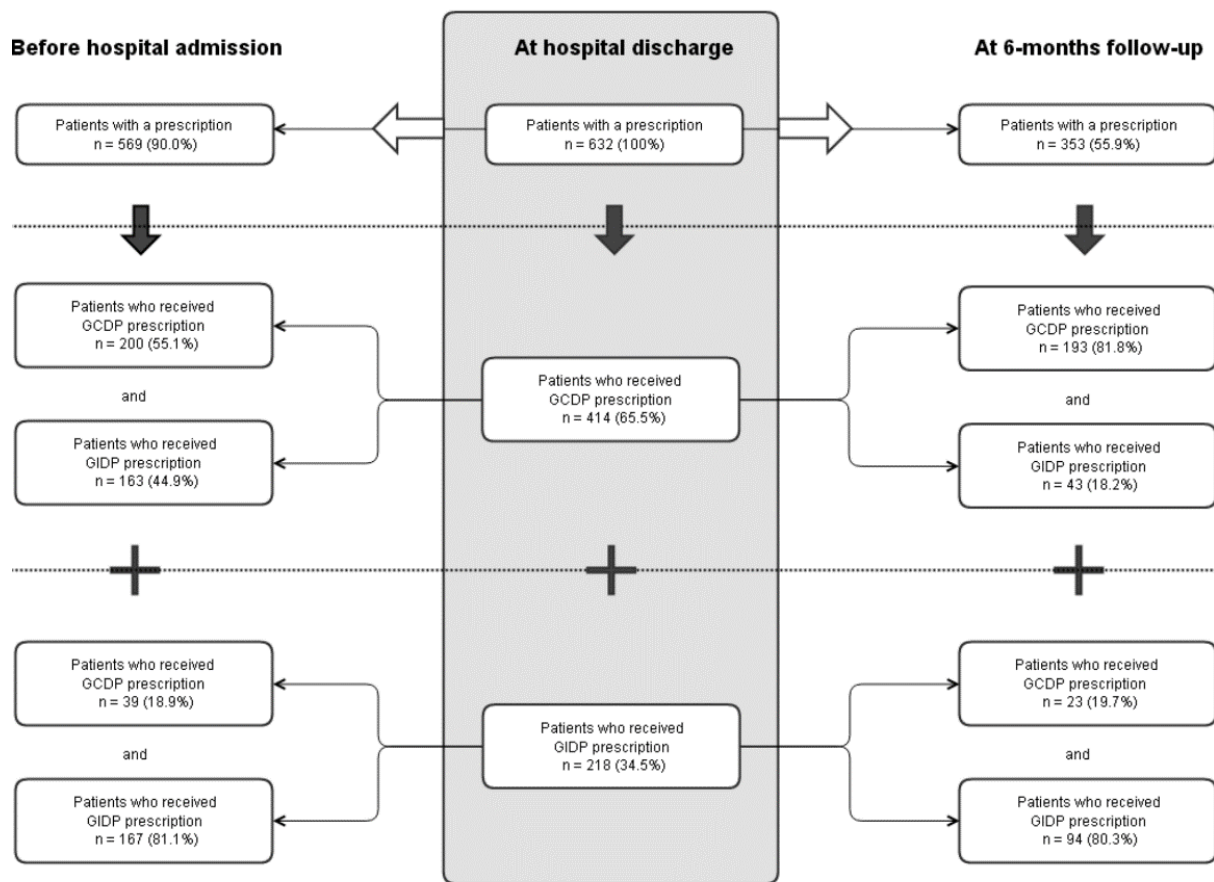 Before hospital admission
At hospital discharge
At 6-months follow-up
Patients with a prescription
n = 569 (90.0%)
Patients with a prescription
n = 632 (100%)
Patients with a prescription
n = 353 (55.9%)
Patients who received
GCDP prescription
n = 200 (55.1%)
and
Patients who received
GIDP prescription
n = 163 (44.9%)
Patients who received
GCDP prescription
n = 414 (65.5%)
Patients who received
GCDP prescription
n = 193 (81.8%)
and
Patients who received
GIDP prescription
n = 43 (18.2%)
Patients who received
GCDP prescription
n = 39 (18.9%)
and
Patients who received
GIDP prescription
n = 167 (81.1%)
Patients who received
GIDP prescription
n = 218 (34.5%)
Patients who received
GCDP prescription
n = 23 (19.7%)
and
Patients who received
GIDP prescription
n = 94 (80.3%)